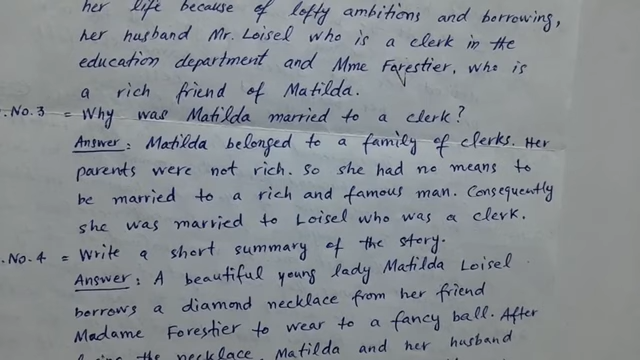 her life because of lofty ambitions and borrowing,
her husband Mr. Loisel who is a clerk in the
education department and Mme Forestier, who is
a rich friend of Matilda.
.No.3 = Why was Matilda married to a clerk?
Answer: Matilda belonged to a family of clerks. Her
parents were not rich. So she had no means to
be married to a rich and famous man. Consequently
she was married to Loisel who was a clerk.
.No.4 = Write a short summary of the story.
Answer: A beautiful young lady Matilda Loisel
borrows a diamond necklace from her friend
Madame Forestier to wear to a fancy ball. After
the necklace, Matilda and her husband